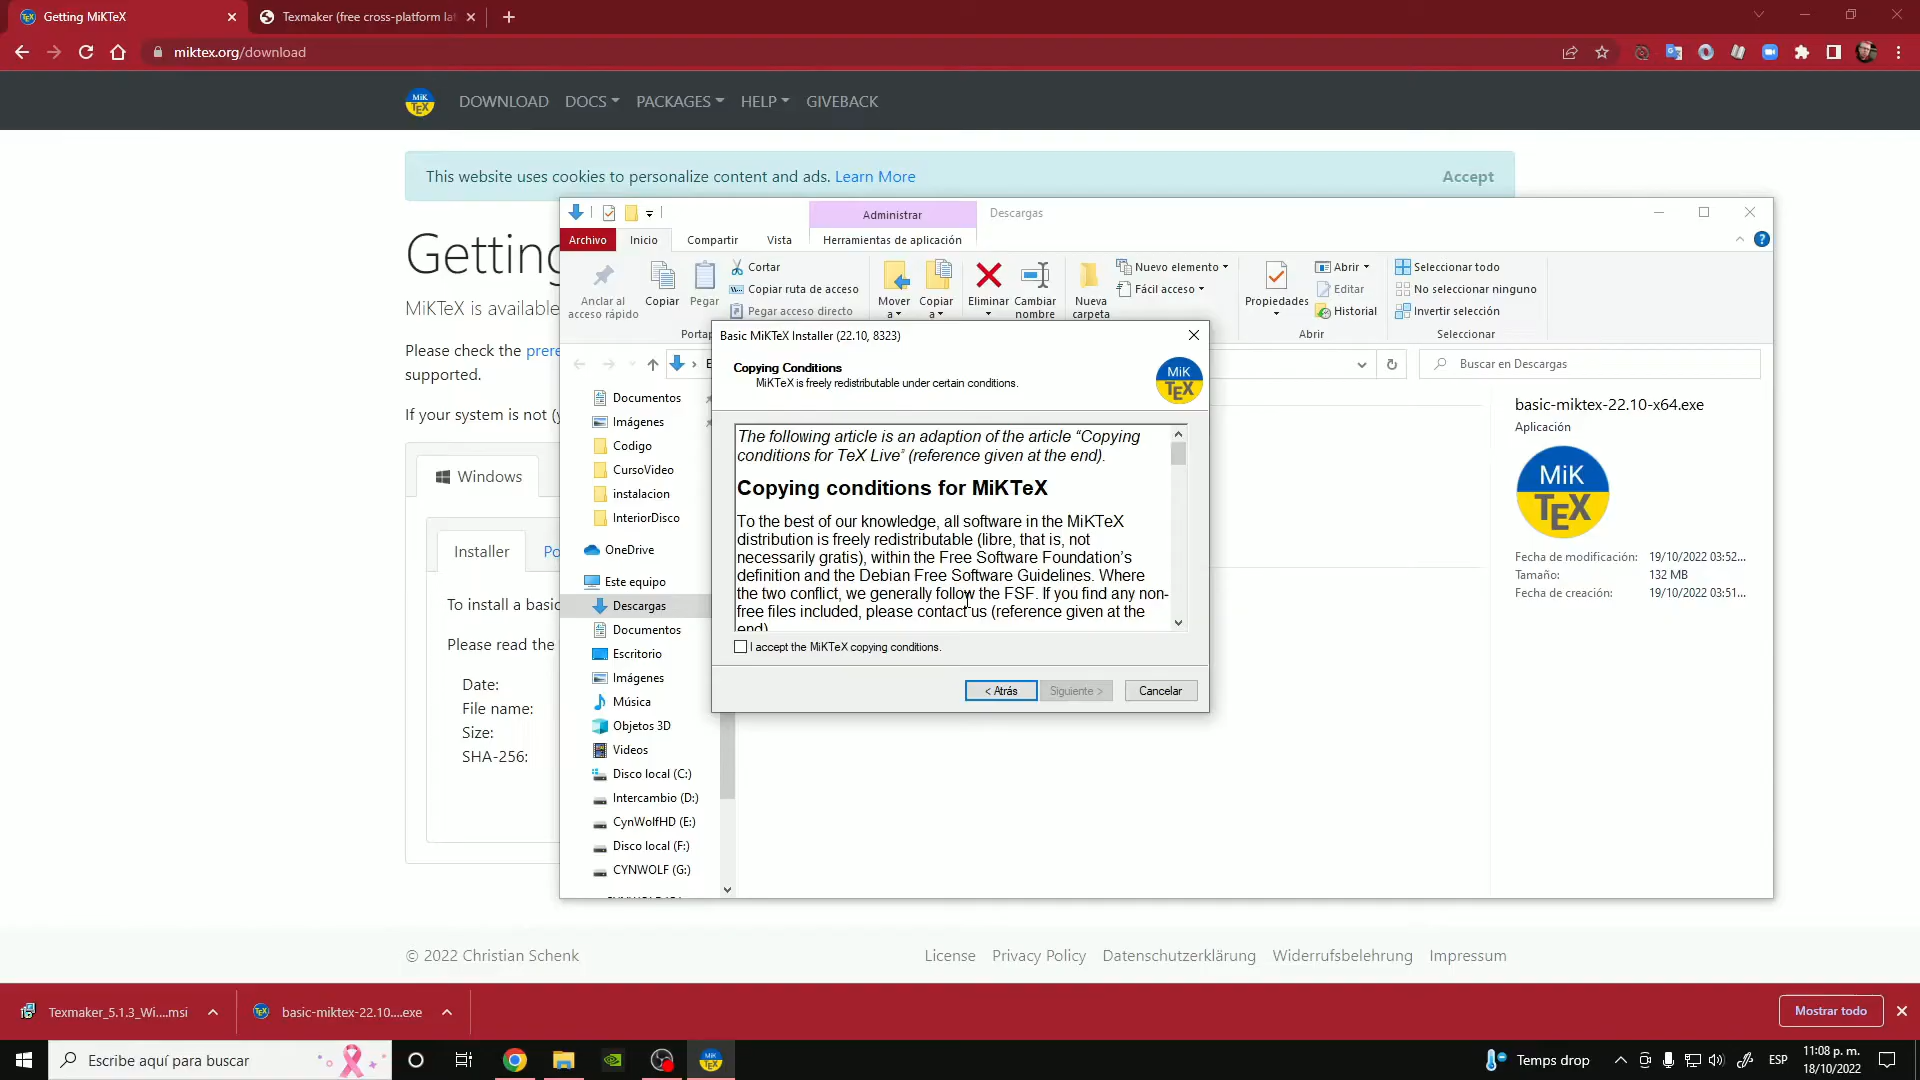 Getting MiKTeX
Texmaker (free cross-platform la
miktex.org/download
MiK
TEX
DOWNLOAD
DOCS
PACKAGES
HELP
GIVEBACK
This website uses cookies to personalize content and ads. Learn More
Accept
Administrar
Descargas
Archivo
Inicio
Compartir
Vista
Herramientas de aplicación
Getting
MiKTeX is available
Please check the prere
supported.
If your system is not (
Windows
Installer
Po
To install a basic
Please read the
Date:
File name:
Size:
SHA-256:
Anclar al
acceso rápido
Copiar
Pegar
Cortar
Copiar ruta de acceso
Pegar acceso directo
Portap
Mover
a
Copiar
a
Eliminar
Cambiar
nombre
Nueva
carpeta
Nuevo elemento
Fácil acceso
Propiedades
Abrir
Editar
Historial
Abrir
Seleccionar todo
No seleccionar ninguno
Invertir selección
Seleccionar
E
Buscar en Descargas
Documentos
Imágenes
Codigo
CursoVideo
instalacion
InteriorDisco
OneDrive
Este equipo
Descargas
Documentos
Escritorio
Imágenes
Música
Objetos 3D
Videos
Disco local (C:)
Intercambio (D:)
CynWolfHD (E:)
Disco local (F:)
CYNWOLF (G:)
Basic MiKTeX Installer (22.10, 8323)
Copying Conditions
MiKTeX is freely redistributable under certain conditions.
MiK
TEX
The following article is an adaption of the article “Copying
conditions for TeX Live” (reference given at the end).
Copying conditions for MiKTeX
To the best of our knowledge, all software in the MiKTeX
distribution is freely redistributable (libre, that is, not
necessarily gratis), within the Free Software Foundation’s
definition and the Debian Free Software Guidelines. Where
the two conflict, we generally follow the FSF. If you find any non-
free files included, please contact us (reference given at the
end)
I accept the MiKTeX copying conditions.
< Atrás
Siguiente >
Cancelar
basic-miktex-22.10-x64.exe
Aplicación
MiK
TEX
Fecha de modificación: 19/10/2022 03:52...
Tamaño: 132 MB
Fecha de creación: 19/10/2022 03:51...
© 2022 Christian Schenk
License
Privacy Policy
Datenschutzerklärung
Widerrufsbelehrung
Impressum
Texmaker_5.1.3_Wi....msi
basic-miktex-22.10....exe
Mostrar todo
Escribe aquí para buscar
Temps drop
ESP
11:08 p. m.
18/10/2022